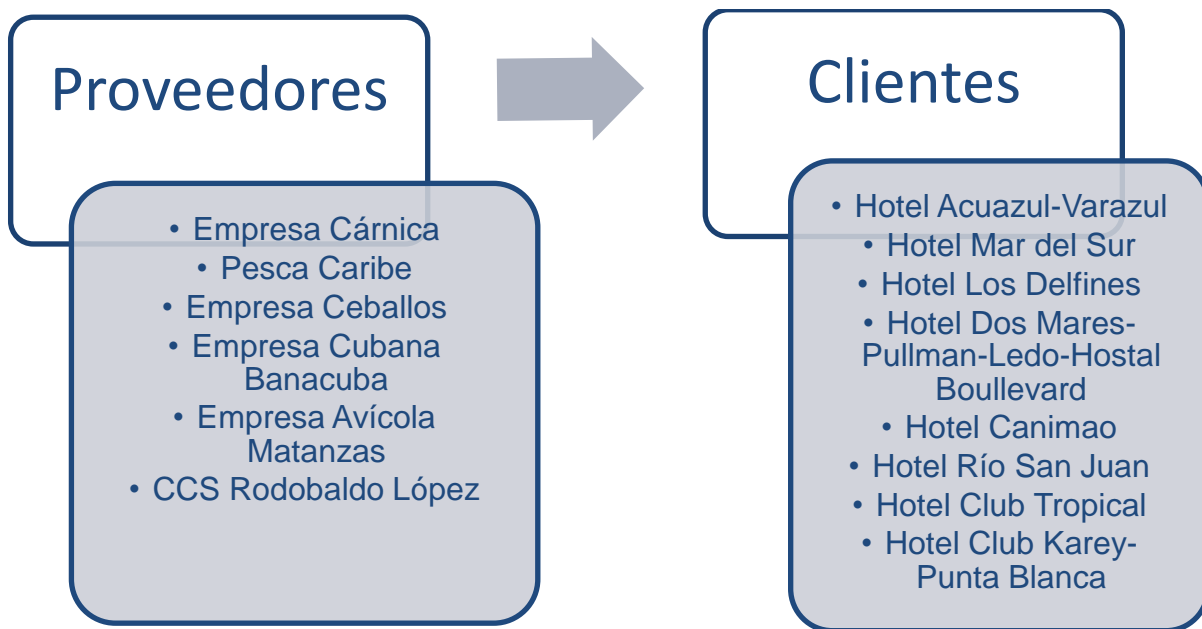 Proveedores
• Empresa Cárnica
• Pesca Caribe
• Empresa Ceballos
• Empresa Cubana
Banacuba
• Empresa Avícola
Matanzas
• CCS Rodobaldo López
Clientes
• Hotel Acuazul-Varazul
• Hotel Mar del Sur
• Hotel Los Delfines
• Hotel Dos Mares-
Pullman-Ledo-Hostal
Boullevard
• Hotel Canimao
• Hotel Río San Juan
• Hotel Club Tropical
• Hotel Club Karey-
Punta Blanca